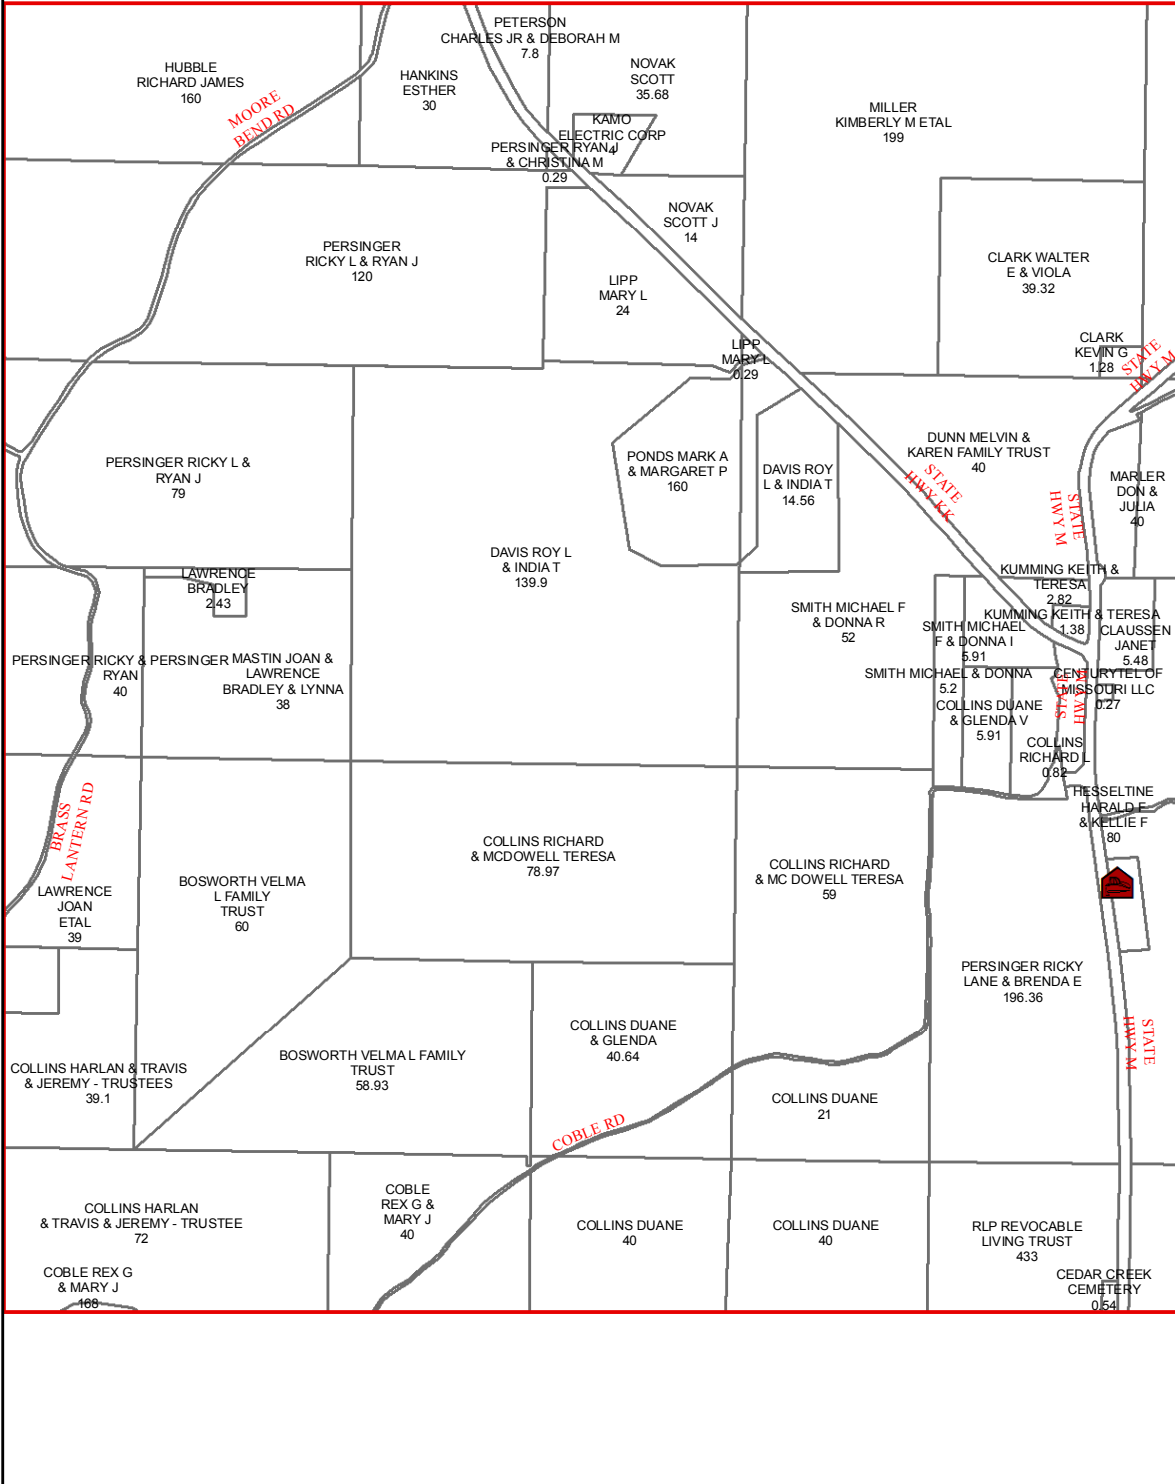 PETERSON
CHARLES JR & DEBORAH M
7.8
HUBBLE
RICHARD JAMES
160
HANKINS
ESTHER
30
NOVAK
SCOTT
35.68
MOORE
BEND RD
KAMO
ELECTRIC CORP
4
MILLER
KIMBERLY M ETAL
199
PERSINGER RYAN J
& CHRISTINA M
0.29
NOVAK
SCOTT J
14
PERSINGER
RICKY L & RYAN J
120
LIPP
MARY L
24
CLARK WALTER
E & VIOLA
39.32
LIPP
MARY L
0.29
CLARK
KEVIN G
1.28
STATE
HWY M
PERSINGER RICKY L &
RYAN J
79
PONDS MARK A
& MARGARET P
160
DAVIS ROY
L & INDIA T
14.56
DUNN MELVIN &
KAREN FAMILY TRUST
40
STATE
HWY KK
STATE
HWY M
MARLER
DON &
JULIA
40
DAVIS ROY L
& INDIA T
139.9
LAWRENCE
BRADLEY
2.43
KUMMING KEITH &
TERESA
2.82
SMITH MICHAEL F
& DONNA R
52
KUMMING KEITH & TERESA
1.38
SMITH MICHAEL
F & DONNA I
5.91
CLAUSSEN
JANET
5.48
PERSINGER RICKY & PERSINGER
RYAN
40
MASTIN JOAN &
LAWRENCE
BRADLEY & LYNNA
38
SMITH MICHAEL & DONNA
5.2
CENTURYTEL OF
MISSOURI LLC
0.27
STATE
HWY M
COLLINS DUANE
& GLENDA V
5.91
COLLINS
RICHARD L
0.82
BRASS
LANTERN RD
HESSELTINE
HARALD F
& KELLIE F
80
COLLINS RICHARD
& MCDOWELL TERESA
78.97
COLLINS RICHARD
& MC DOWELL TERESA
59
LAWRENCE
JOAN
ETAL
39
BOSWORTH VELMA
L FAMILY
TRUST
60
PERSINGER RICKY
LANE & BRENDA E
196.36
STATE
HWY M
COLLINS DUANE
& GLENDA
40.64
COLLINS HARLAN & TRAVIS
& JEREMY - TRUSTEES
39.1
BOSWORTH VELMA L FAMILY
TRUST
58.93
COLLINS DUANE
21
COBLE RD
COLLINS HARLAN
& TRAVIS & JEREMY - TRUSTEE
72
COBLE
REX G &
MARY J
40
COLLINS DUANE
40
COLLINS DUANE
40
RLP REVOCABLE
LIVING TRUST
433
COBLE REX G
& MARY J
168
CEDAR CREEK
CEMETERY
0.54